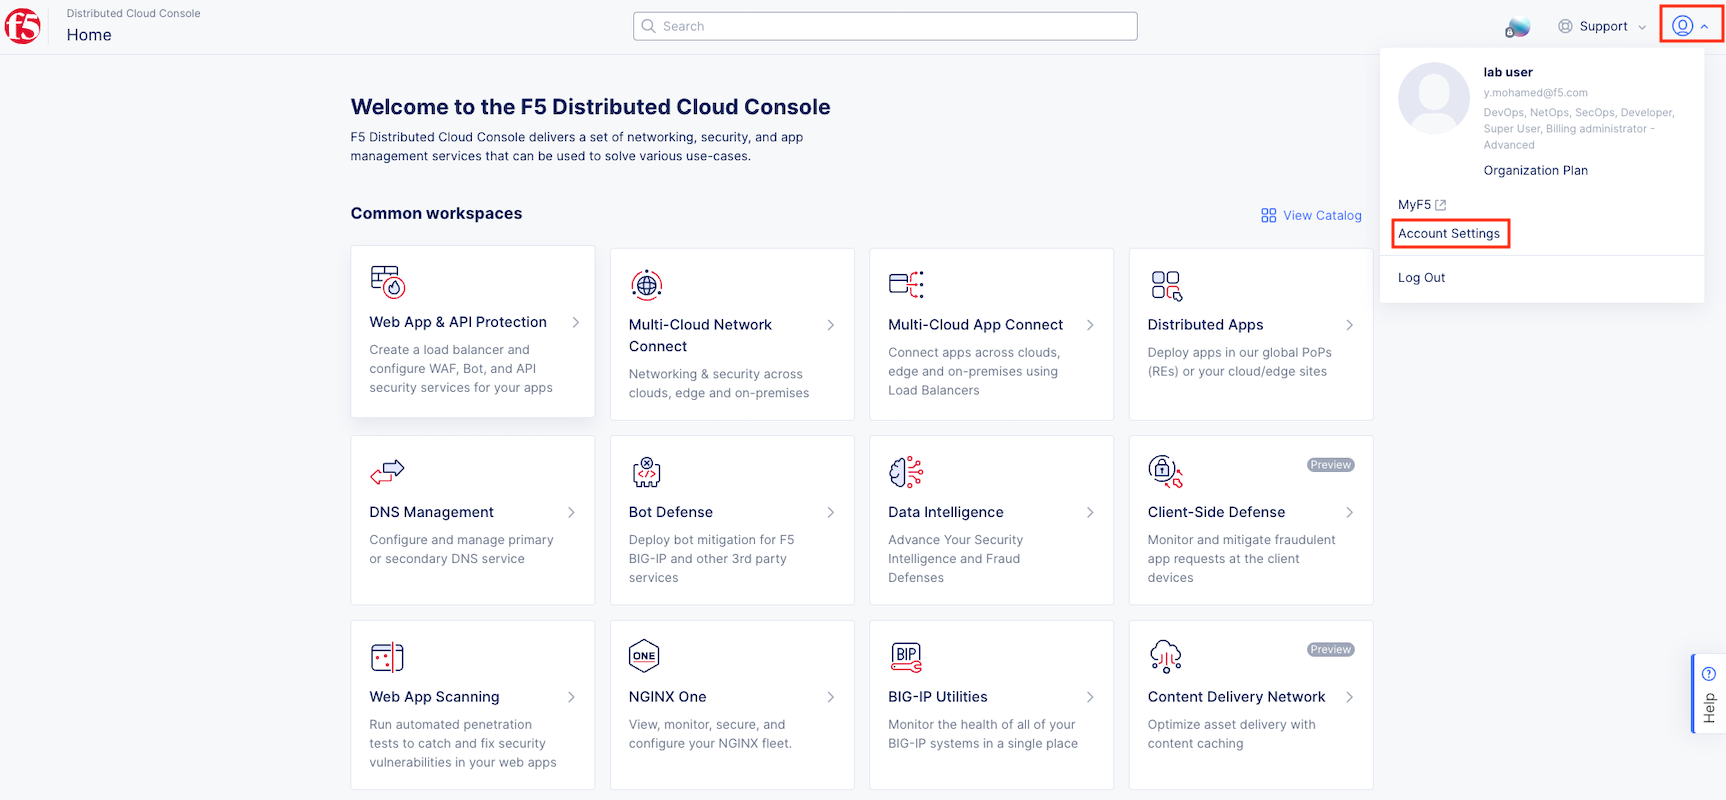 f5
Distributed Cloud Console
Home
Search
Support
lab user
y.mohamed@f5.com
DevOps, NetOps, SecOps, Developer,
Super User, Billing administrator -
Advanced
Organization Plan
MyF5
Account Settings
Log Out
Welcome to the F5 Distributed Cloud Console
F5 Distributed Cloud Console delivers a set of networking, security, and app
management services that can be used to solve various use-cases.
Common workspaces
View Catalog
Web App & API Protection
Create a load balancer and
configure WAF, Bot, and API
security services for your apps
Multi-Cloud Network
Connect
Networking & security across
clouds, edge and on-premises
Multi-Cloud App Connect
Connect apps across clouds,
edge and on-premises using
Load Balancers
Distributed Apps
Deploy apps in our global PoPs
(REs) or your cloud/edge sites
DNS Management
Configure and manage primary
or secondary DNS service
Bot Defense
Deploy bot mitigation for F5
BIG-IP and other 3rd party
services
Data Intelligence
Advance Your Security
Intelligence and Fraud
Defenses
Preview
Client-Side Defense
Monitor and mitigate fraudulent
app requests at the client
devices
Web App Scanning
Run automated penetration
tests to catch and fix security
vulnerabilities in your web apps
ONE
NGINX One
View, monitor, secure, and
configure your NGINX fleet.
BIP
BIG-IP Utilities
Monitor the health of all of your
BIG-IP systems in a single place
Preview
Content Delivery Network
Optimize asset delivery with
content caching
Help